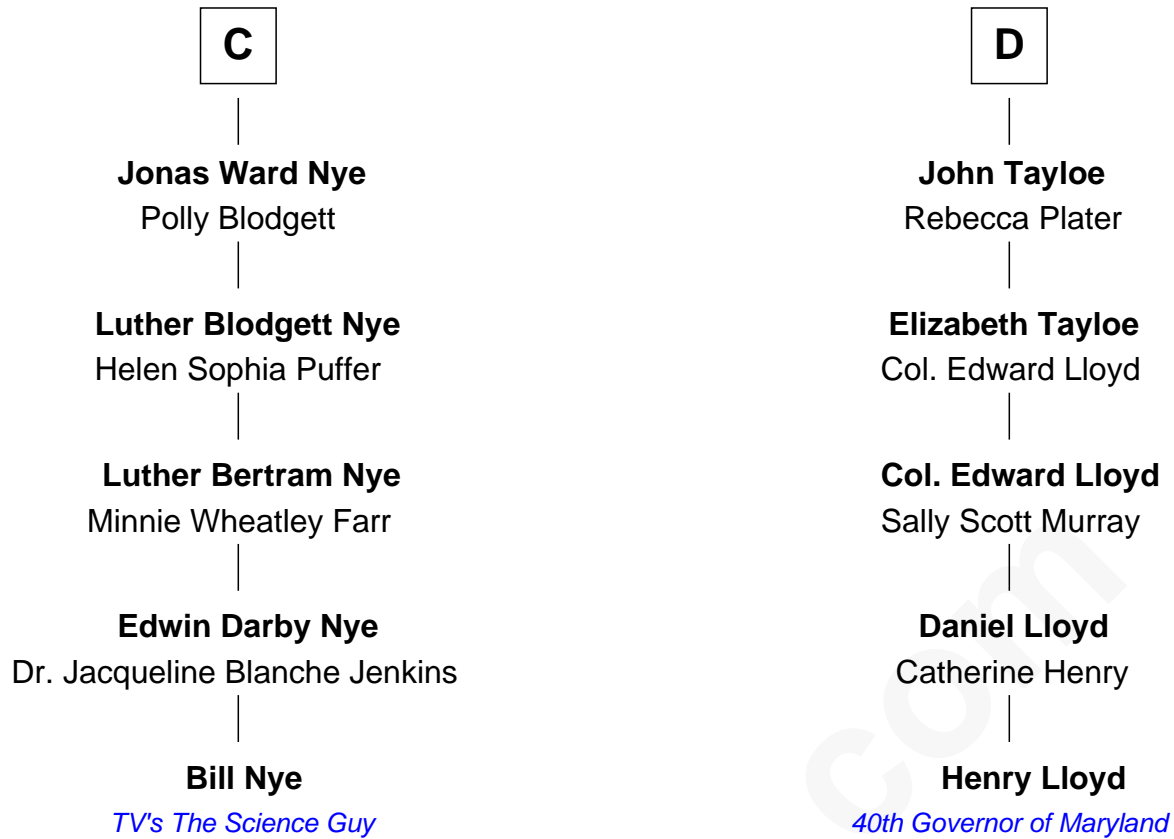 C
Jonas Ward Nye
Polly Blodgett
Luther Blodgett Nye
Helen Sophia Puffer
Luther Bertram Nye
Minnie Wheatley Farr
Edwin Darby Nye
Dr. Jacqueline Blanche Jenkins
Bill Nye
TV's The Science Guy
D
John Tayloe
Rebecca Plater
Elizabeth Tayloe
Col. Edward Lloyd
Col. Edward Lloyd
Sally Scott Murray
Daniel Lloyd
Catherine Henry
Henry Lloyd
40th Governor of Maryland
com